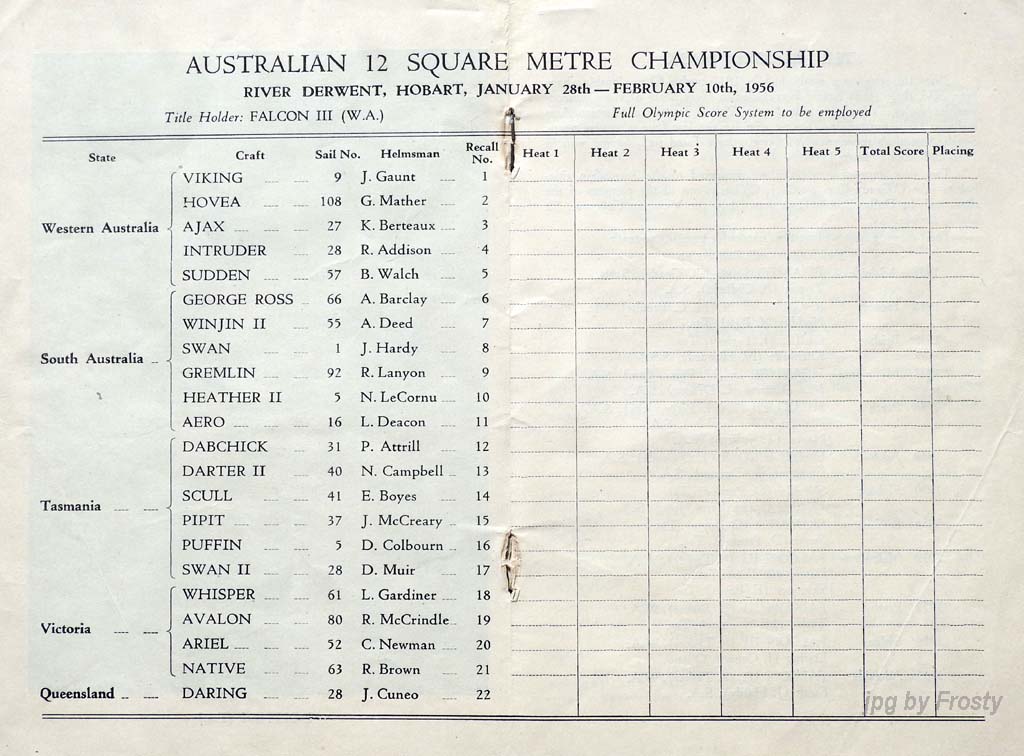 AUSTRALIAN 12 SQUARE METRE CHAMPIONSHIP
RIVER DERWENT, HOBART, JANUARY 28th — FEBRUARY 10th, 1956
Title Holder: FALCON III (W.A.) Full Olympic Score System to be employed
State Craft Sail No. Helmsman Recall No. Heat 1 Heat 2 Heat 3 Heat 4 Heat 5 Total Score Placing
VIKING 9 J. Gaunt 1
HOVEA 108 G. Mather 2
Western Australia AJAX 27 K. Berteaux 3
INTRUDER 28 R. Addison 4
SUDDEN 57 B. Walch 5
GEORGE ROSS 66 A. Barclay 6
WINJIN II 55 A. Deed 7
South Australia SWAN 1 J. Hardy 8
GREMLIN 92 R. Lanyon 9
HEATHER II 5 N. LeCornu 10
AERO 16 L. Deacon 11
DABCHICK 31 P. Attrill 12
DARTER II 40 N. Campbell 13
Tasmania SCULL 41 E. Boyes 14
PIPIT 37 J. McCreary 15
PUFFIN 5 D. Colbourn 16
SWAN II 28 D. Muir 17
WHISPER 61 L. Gardiner 18
Victoria AVALON 80 R. McCrindle 19
ARIEL 52 C. Newman 20
NATIVE 63 R. Brown 21
Queensland DARING 28 J. Cuneo 22
jpg by Frosty